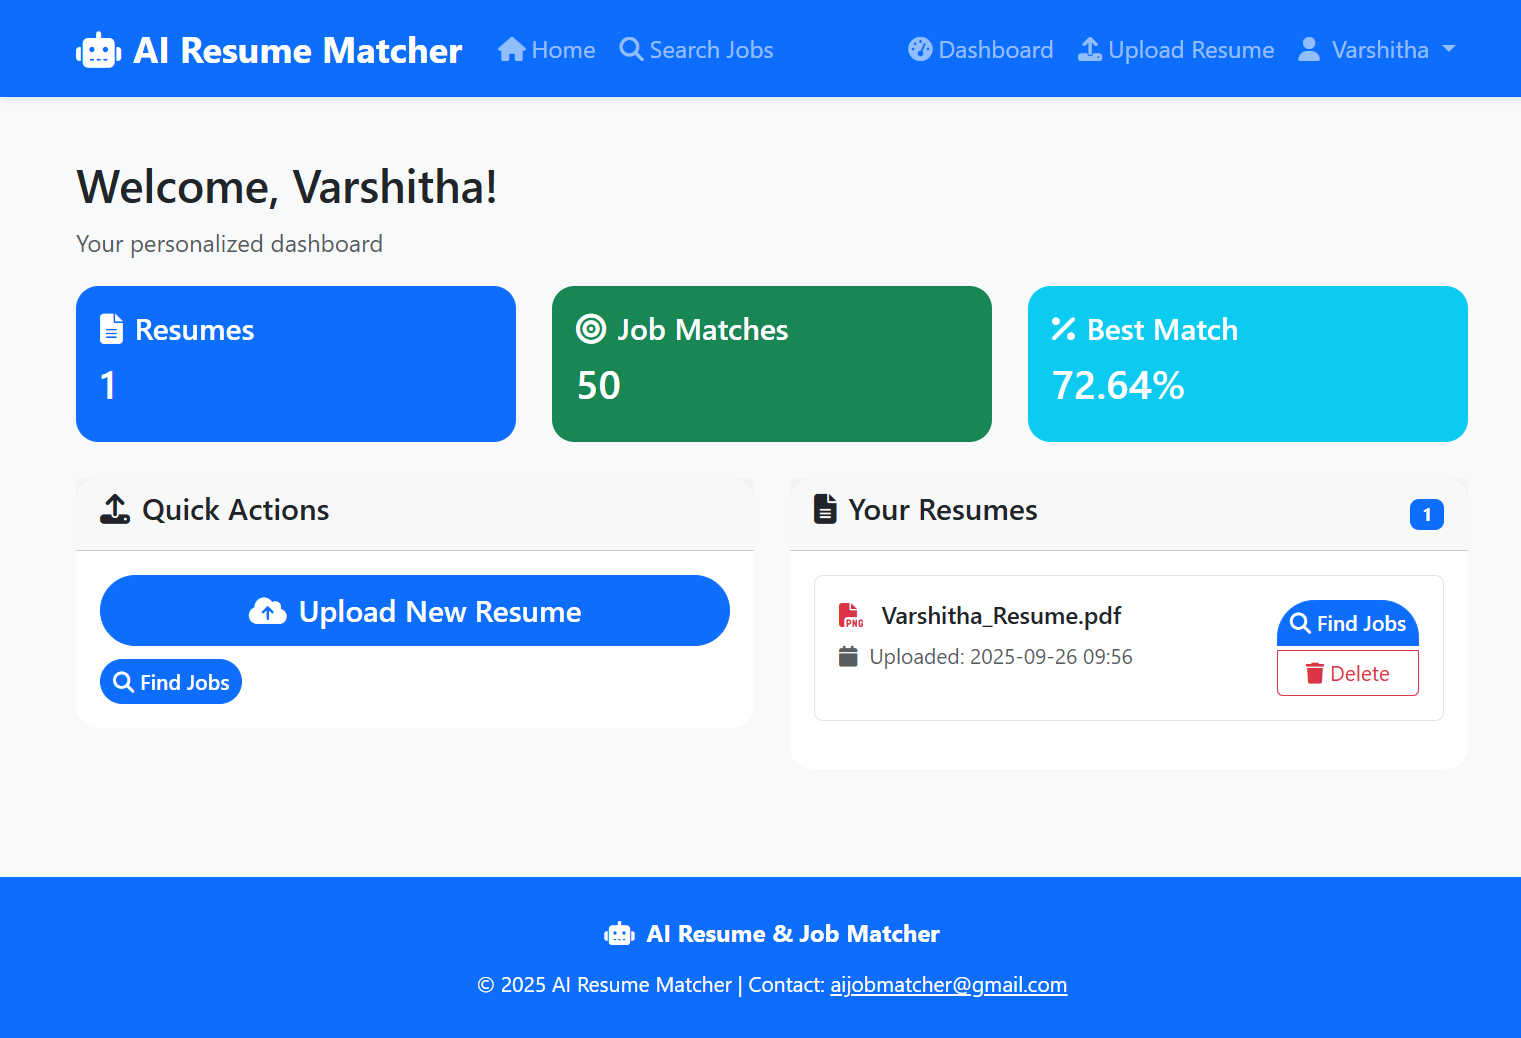 AI Resume Matcher Home Search Jobs Dashboard Upload Resume Varshitha
Welcome, Varshitha!
Your personalized dashboard
Resumes
1
Job Matches
50
Best Match
72.64%
Quick Actions
Upload New Resume
Find Jobs
Your Resumes
1
PNG
Varshitha_Resume.pdf
Uploaded: 2025-09-26 09:56
Find Jobs
Delete
AI Resume & Job Matcher
© 2025 AI Resume Matcher | Contact: aijobmatcher@gmail.com